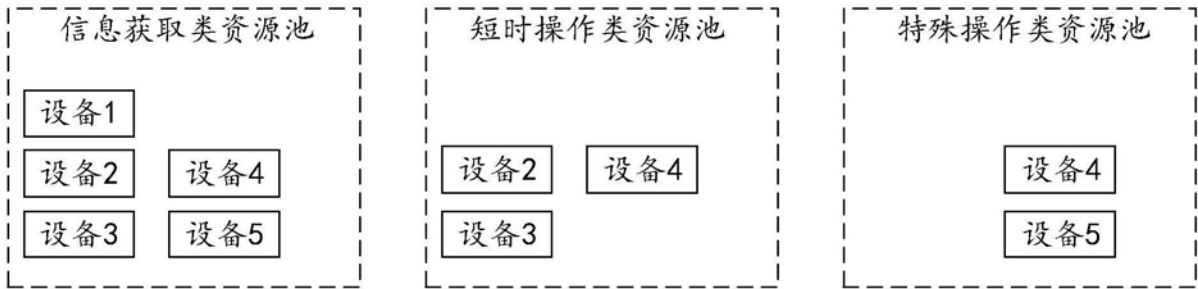 信息获取类资源池
设备1
设备2 设备4
设备3 设备5
短时操作类资源池
设备2 设备4
设备3
特殊操作类资源池
设备4
设备5